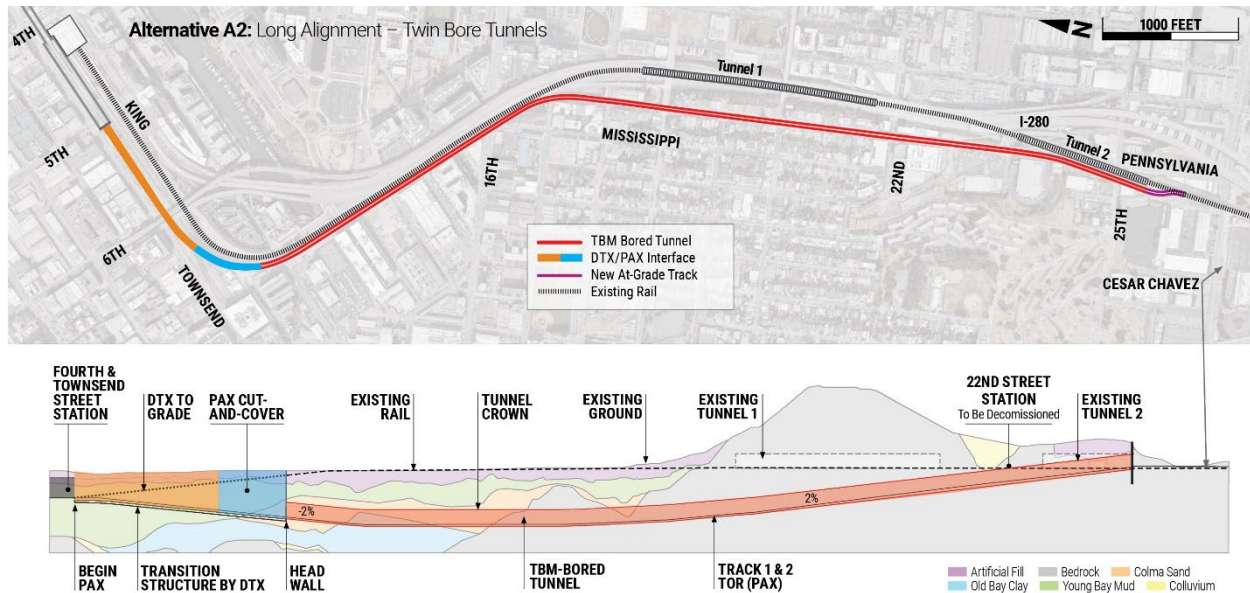 Alternative A2: Long Alignment – Twin Bore Tunnels
N
1000 FEET
4TH
KING
5TH
6TH
TOWNSEND
16TH
Tunnel 1
MISSISSIPPI
I-280
22ND
Tunnel 2
PENNSYLVANIA
25TH
CESAR CHAVEZ
TBM Bored Tunnel
DTX/PAX Interface
New At-Grade Track
Existing Rail
FOURTH &
TOWNSEND
STREET
STATION
DTX TO
GRADE
PAX CUT-
AND-COVER
EXISTING
RAIL
TUNNEL
CROWN
EXISTING
GROUND
EXISTING
TUNNEL 1
22ND STREET
STATION
To Be Decomissioned
EXISTING
TUNNEL 2
-2%
2%
BEGIN
PAX
TRANSITION
STRUCTURE BY DTX
HEAD
WALL
TBM-BORED
TUNNEL
TRACK 1 & 2
TOR (PAX)
Artificial Fill
Bedrock
Colma Sand
Old Bay Clay
Young Bay Mud
Colluvium